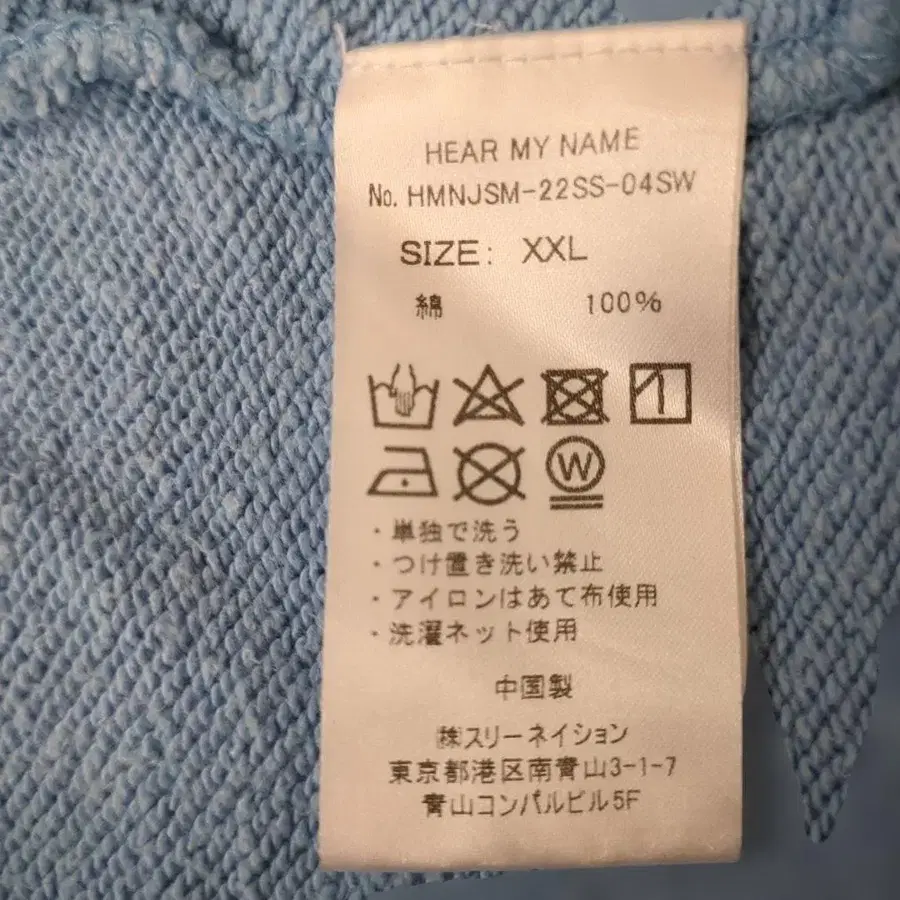 HEAR MY NAME
No. HMNJSM-22SS-04SW
SIZE: XXL
綿 100%
W
・単独で洗う
・つけ置き洗い禁止
・アイロンはあて布使用
・洗濯ネット使用
中国製
㈱スリーネイション
東京都港区南青山3-1-7
青山コンパルビル5F